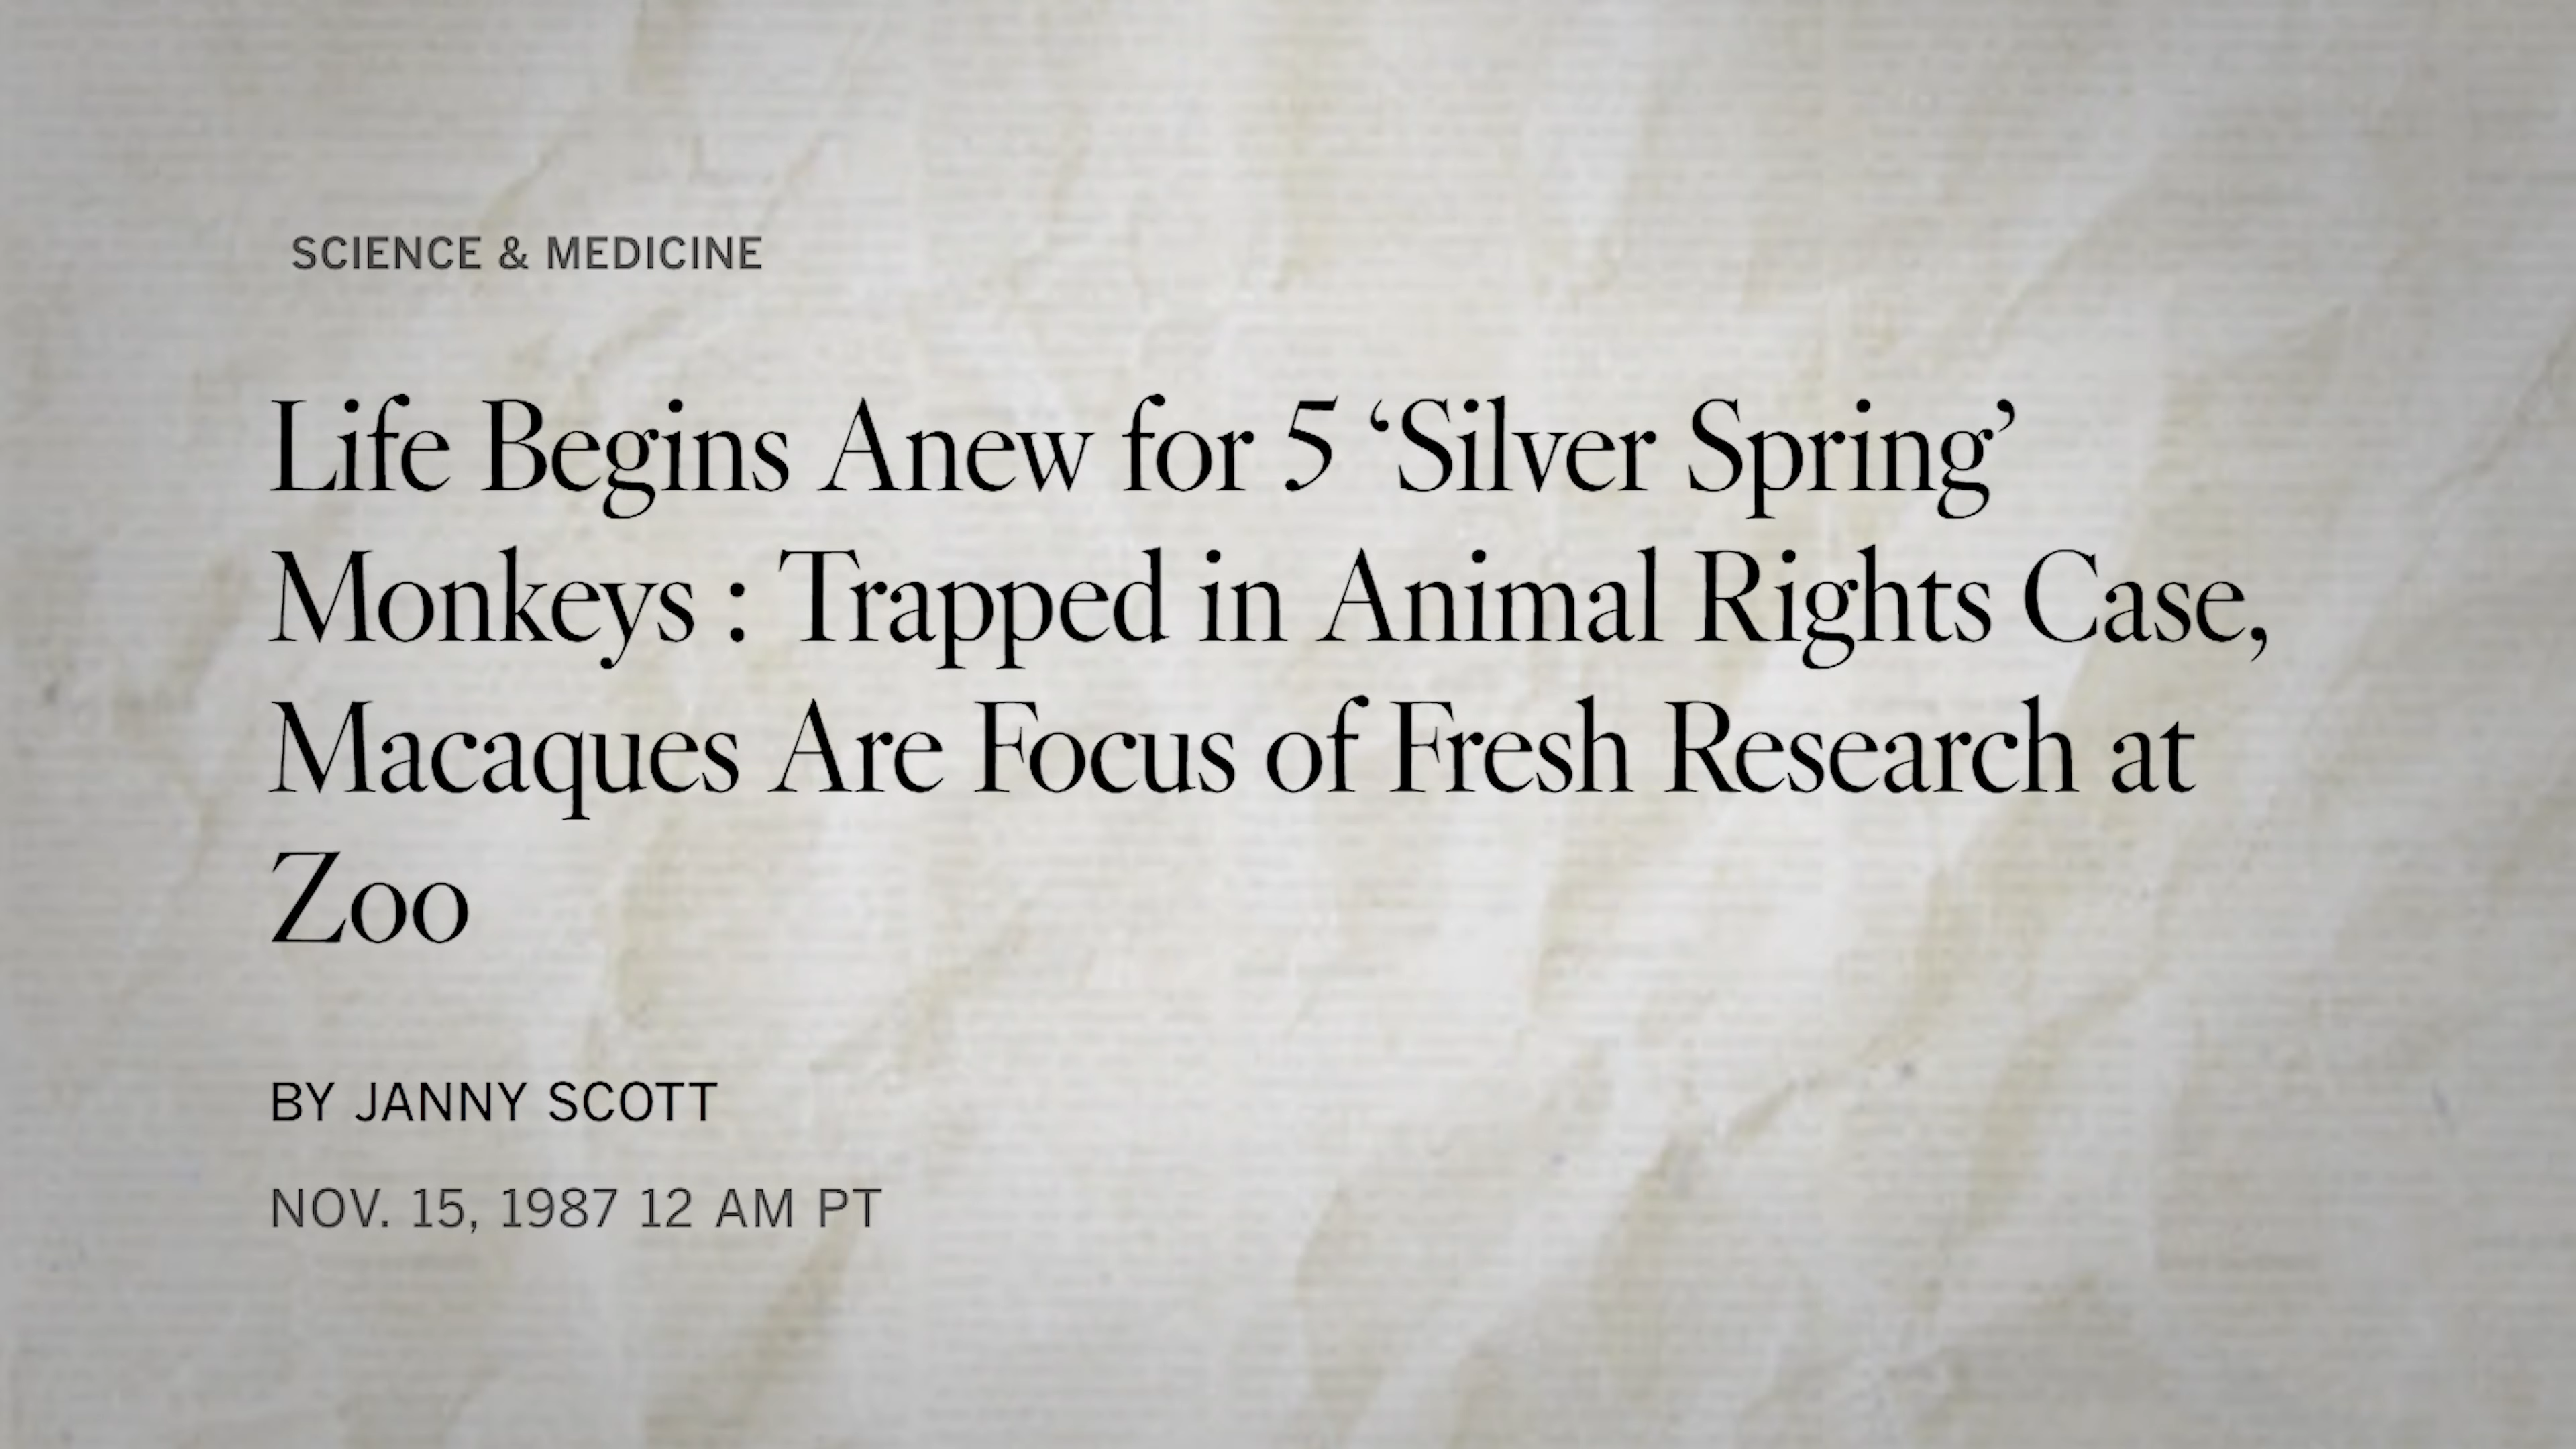 SCIENCE & MEDICINE
Life Begins Anew for 5 ‘Silver Spring’
Monkeys : Trapped in Animal Rights Case,
Macaques Are Focus of Fresh Research at
Zoo
BY JANNY SCOTT
NOV. 15, 1987 12 AM PT